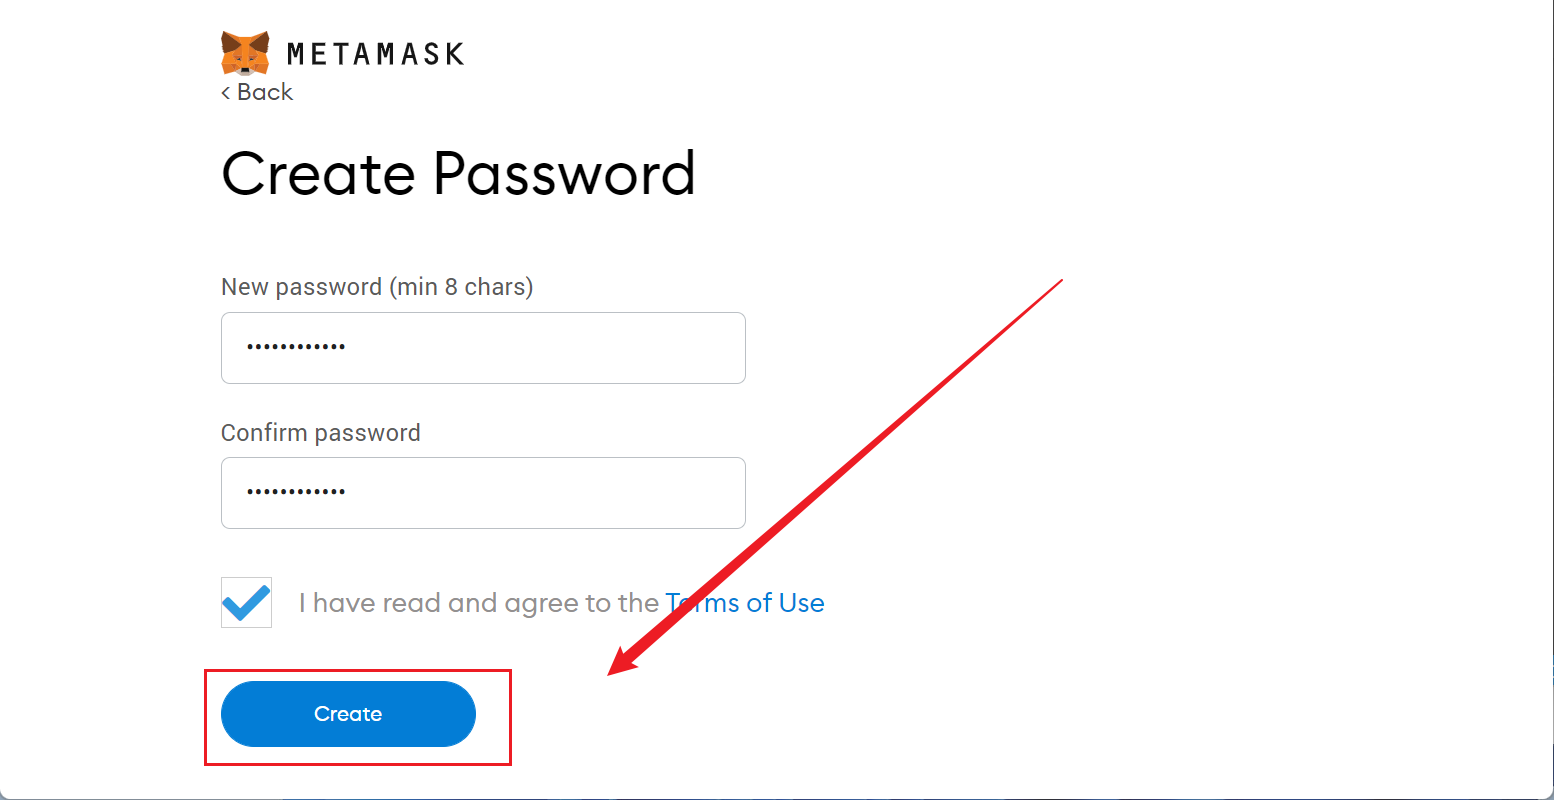 METAMASK
< Back
Create Password
New password (min 8 chars)
••••••••••••
Confirm password
••••••••••••
I have read and agree to the Terms of Use
Create